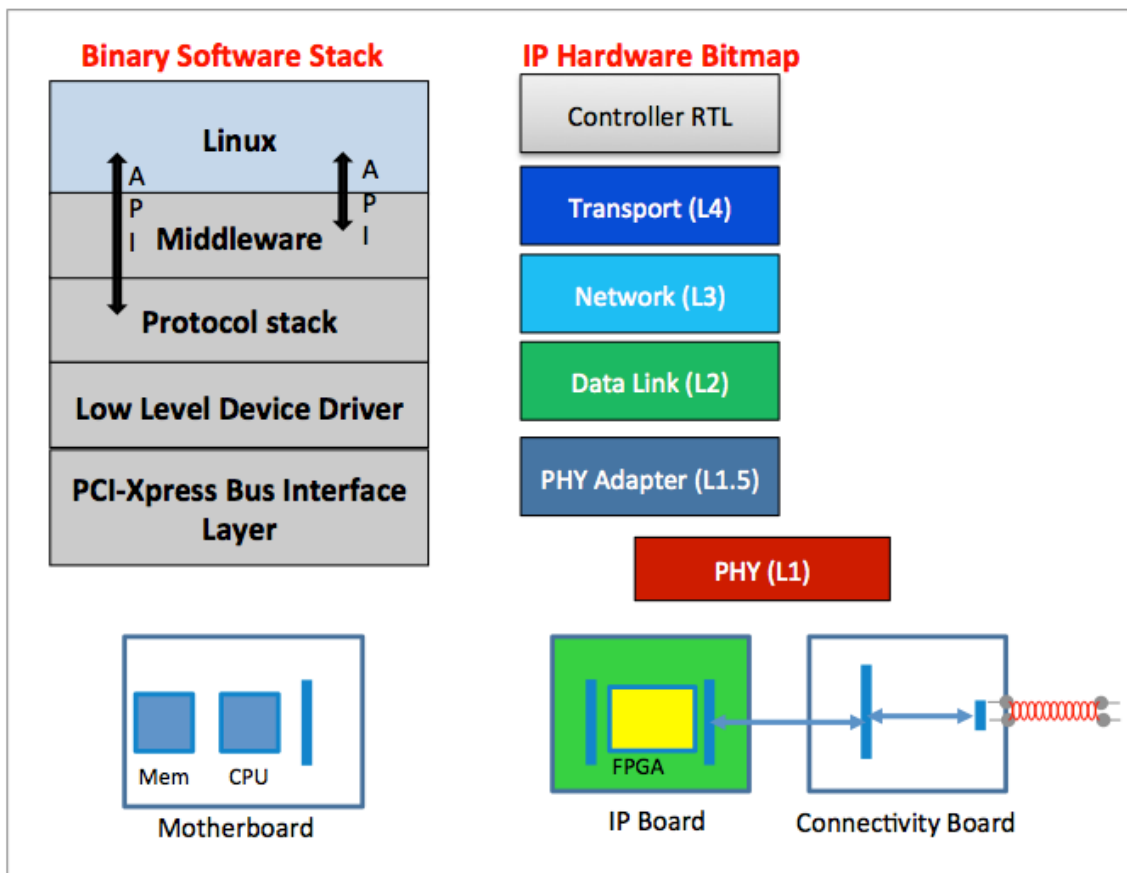 Binary Software Stack
IP Hardware Bitmap
Linux
A
P
I
A
P
I
Middleware
Protocol stack
Low Level Device Driver
PCI-Xpress Bus Interface
Layer
Controller RTL
Transport (L4)
Network (L3)
Data Link (L2)
PHY Adapter (L1.5)
PHY (L1)
Mem
CPU
Motherboard
FPGA
IP Board
Connectivity Board